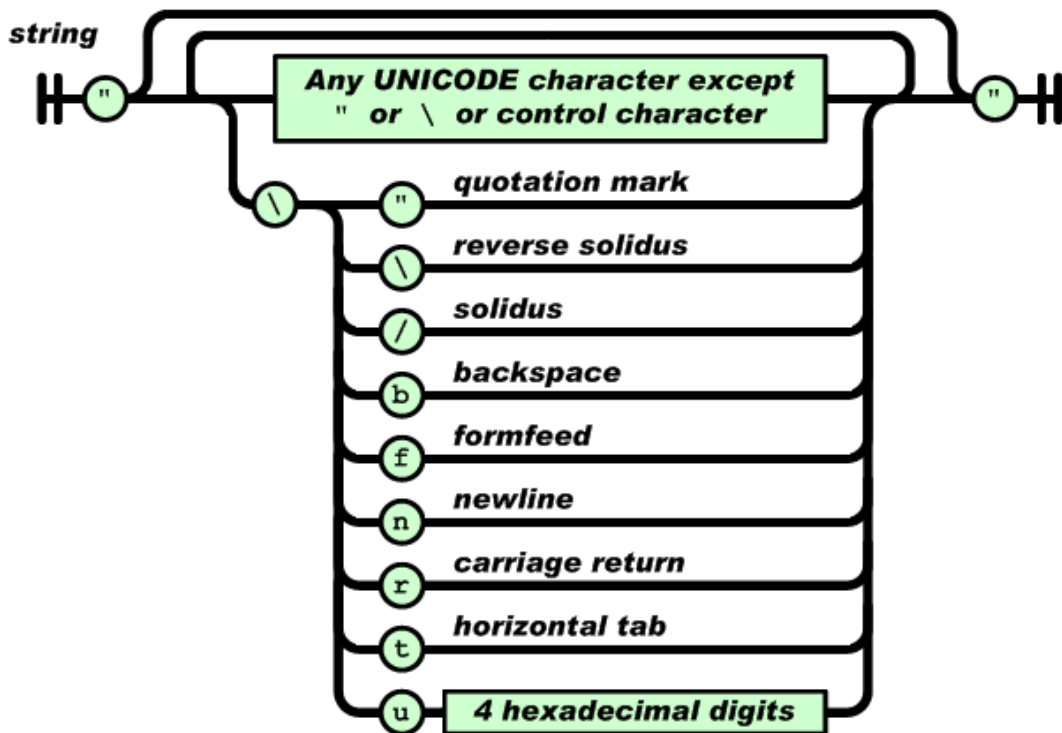 string
" Any UNICODE character except "
" or \ or control character
\ " quotation mark
\ reverse solidus
/ solidus
b backspace
f formfeed
n newline
r carriage return
t horizontal tab
u 4 hexadecimal digits